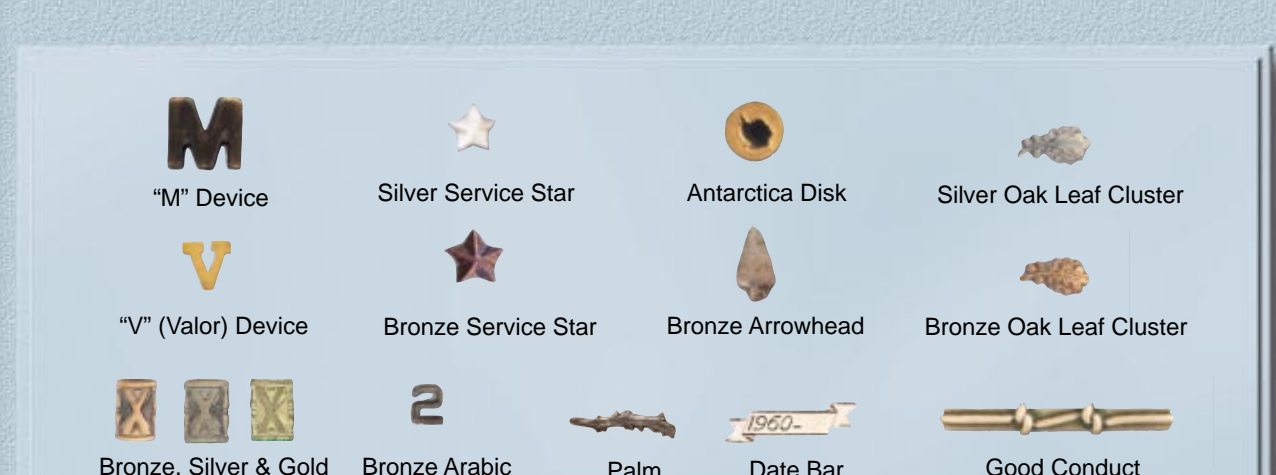 M
"M" Device
Silver Service Star
Antarctica Disk
Silver Oak Leaf Cluster
V
"V" (Valor) Device
Bronze Service Star
Bronze Arrowhead
Bronze Oak Leaf Cluster
2
1960-
Bronze, Silver & Gold
Bronze Arabic
Palm
Date Bar
Good Conduct